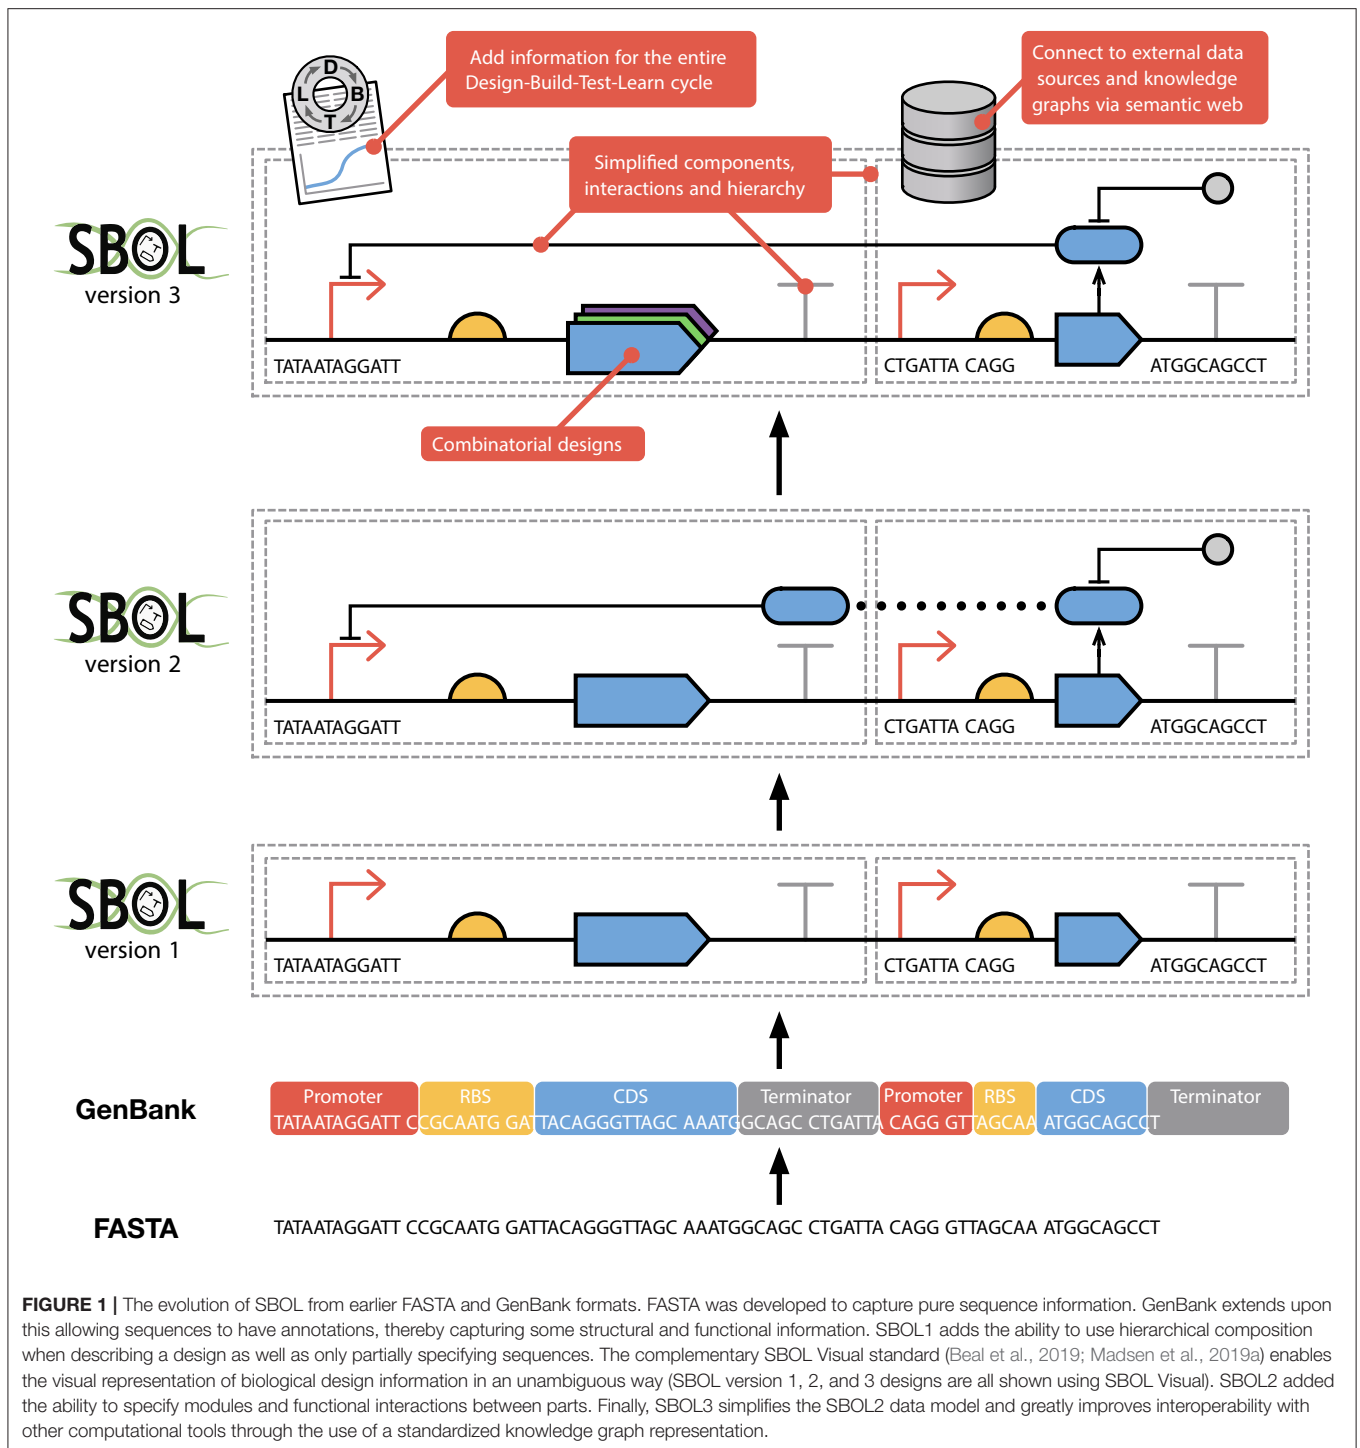 Add information for the entire
Design-Build-Test-Learn cycle
Connect to external data
sources and knowledge
graphs via semantic web
D
L B
T
Simplified components,
interactions and hierarchy
SBOL
version 3
TATAATAGGATT
CTGATTA CAGG
ATGGCAGCCT
Combinatorial designs
SBOL
version 2
TATAATAGGATT
CTGATTA CAGG
ATGGCAGCCT
SBOL
version 1
TATAATAGGATT
CTGATTA CAGG
ATGGCAGCCT
GenBank
Promoter RBS CDS Terminator Promoter RBS CDS Terminator
TATAATAGGATT CCGCAATG GATTACAGGGTTAGC AAATGGCAGC CTGATTA CAGG GTTAGCAA ATGGCAGCCT
FASTA
TATAATAGGATT CCGCAATG GATTACAGGGTTAGC AAATGGCAGC CTGATTA CAGG GTTAGCAA ATGGCAGCCT
FIGURE 1 | The evolution of SBOL from earlier FASTA and GenBank formats. FASTA was developed to capture pure sequence information. GenBank extends upon
this allowing sequences to have annotations, thereby capturing some structural and functional information. SBOL1 adds the ability to use hierarchical composition
when describing a design as well as only partially specifying sequences. The complementary SBOL Visual standard (Beal et al., 2019; Madsen et al., 2019a) enables
the visual representation of biological design information in an unambiguous way (SBOL version 1, 2, and 3 designs are all shown using SBOL Visual). SBOL2 added
the ability to specify modules and functional interactions between parts. Finally, SBOL3 simplifies the SBOL2 data model and greatly improves interoperability with
other computational tools through the use of a standardized knowledge graph representation.